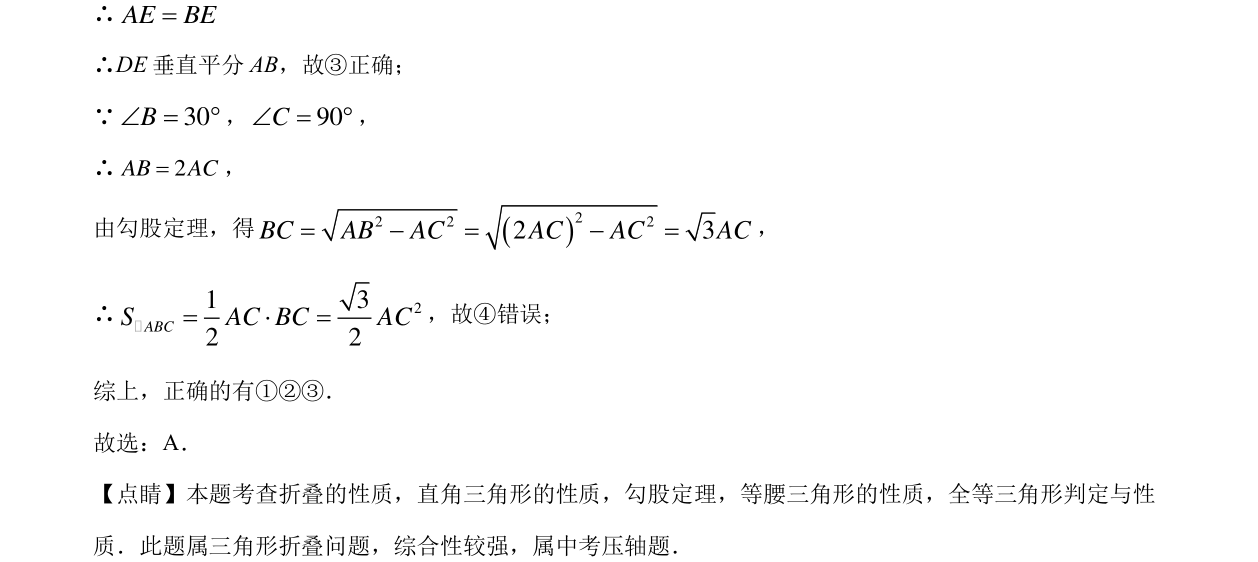 ∴ AE = BE
∴DE 垂直平分 AB，故③正确；
∵ ∠B = 30°，∠C = 90°，
∴ AB = 2AC，
由勾股定理，得 BC = √(AB² − AC²) = √((2AC)² − AC²) = √3AC，
∴ S▯ABC = 1/2 AC·BC = √3/2 AC²，故④错误；
综上，正确的有①②③．
故选：A．
【点睛】本题考查折叠的性质，直角三角形的性质，勾股定理，等腰三角形的性质，全等三角形判定与性
质．此题属三角形折叠问题，综合性较强，属中考压轴题．